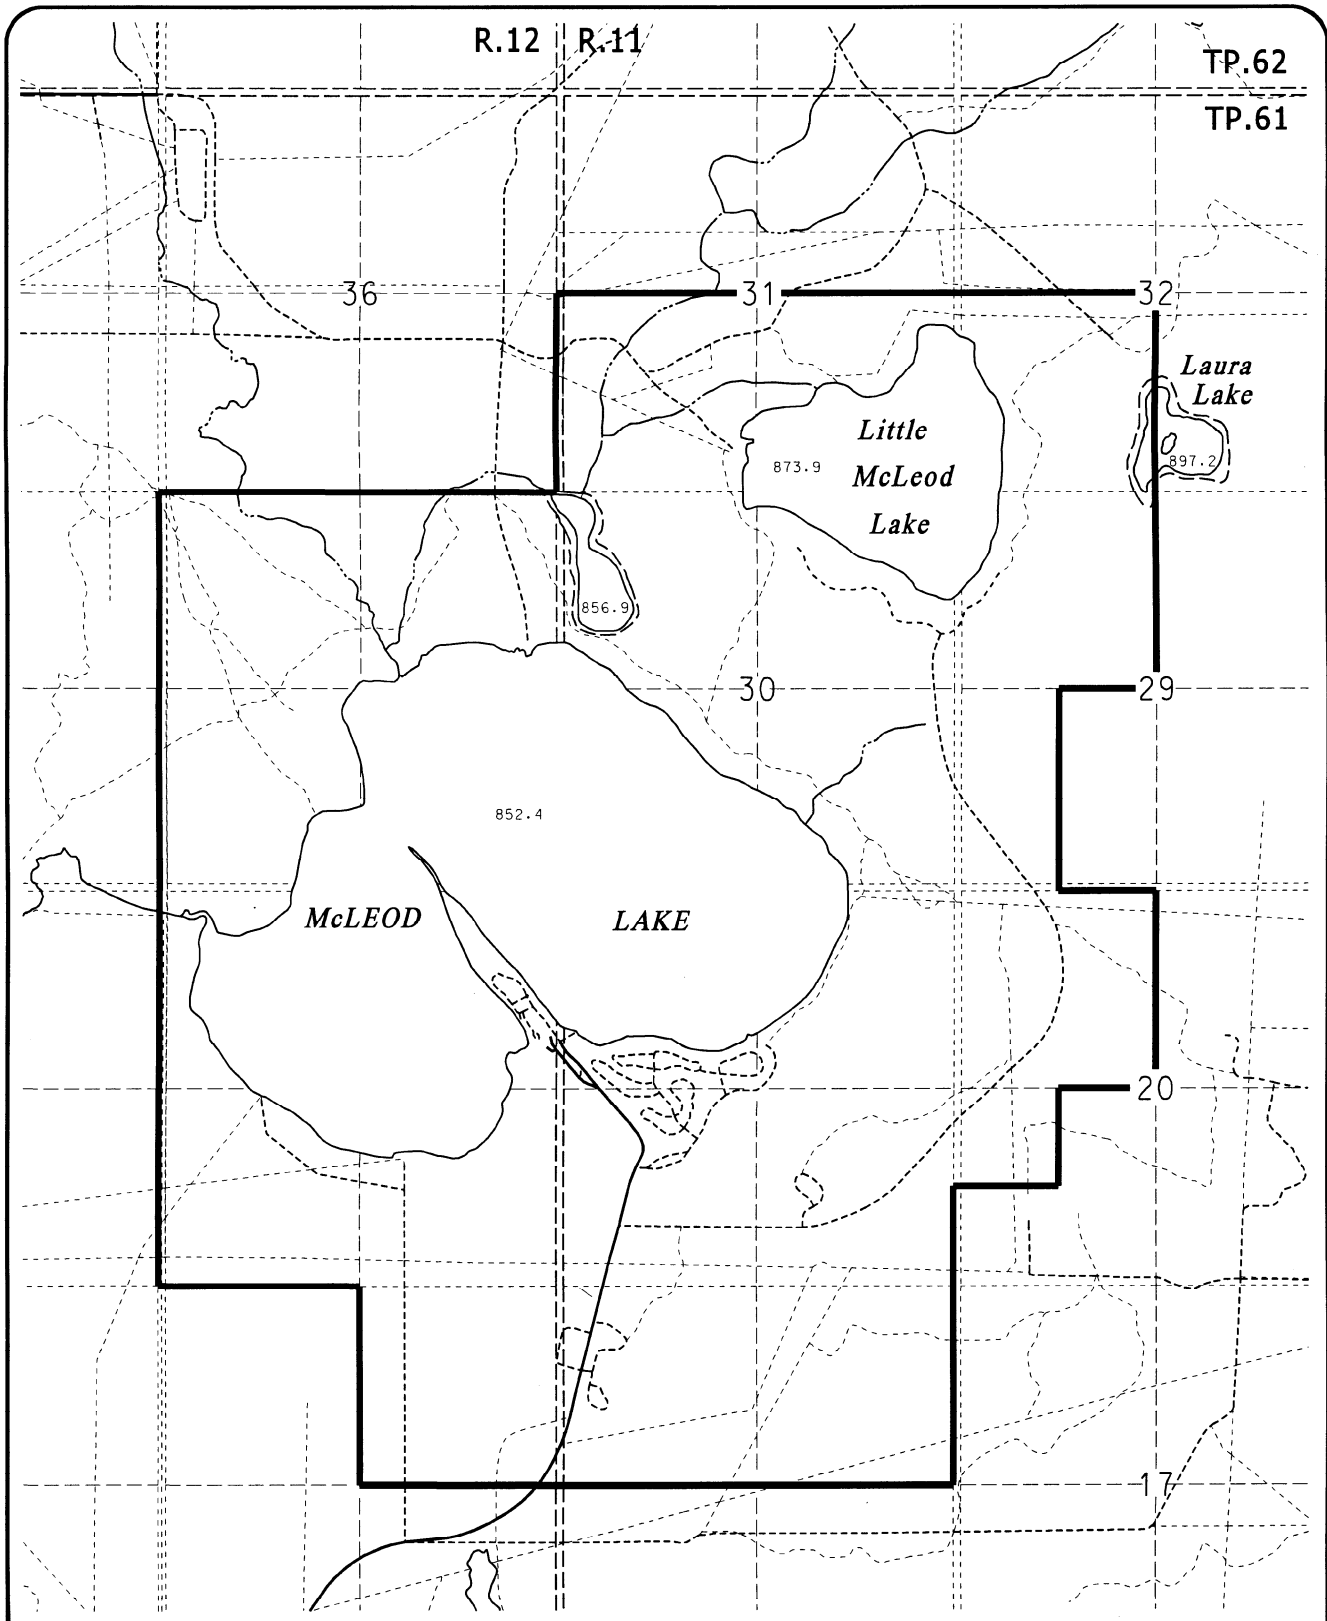 R.12 R.11
TP.62
TP.61
36
31
32
Laura
Lake
Little
McLeod
Lake
873.9
897.2
856.9
30
29
852.4
McLEOD
LAKE
20
17